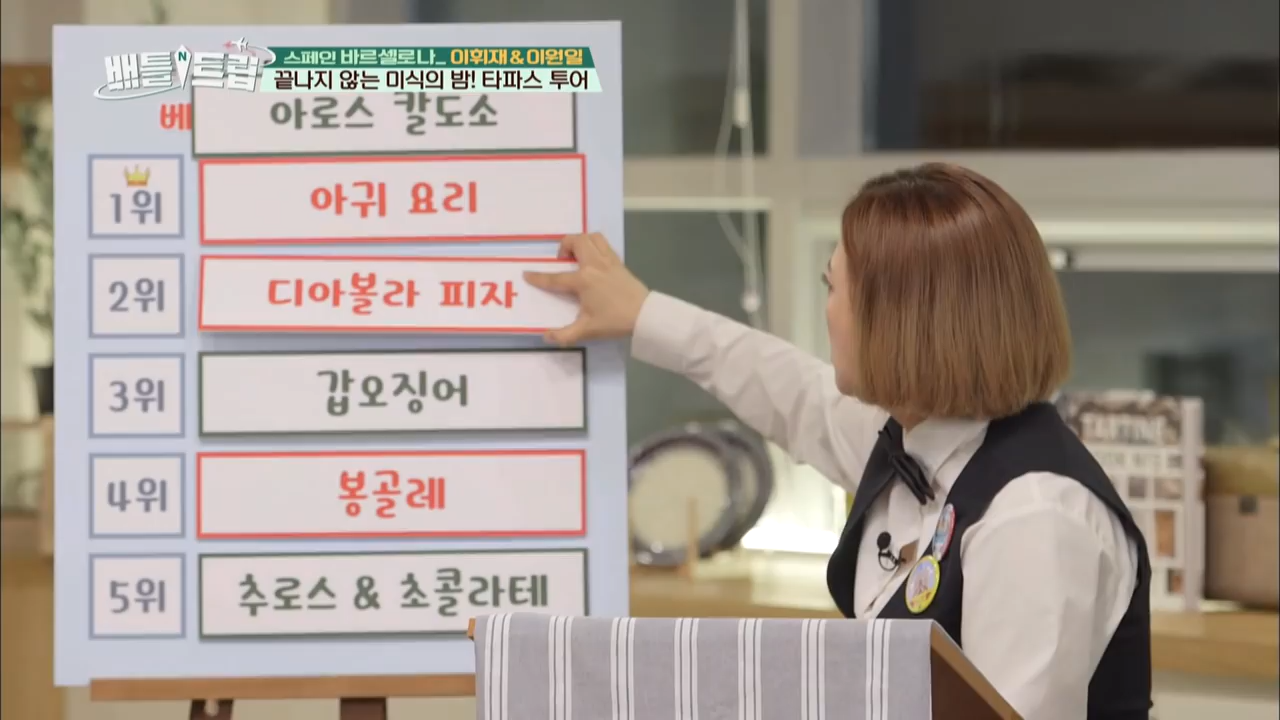 배틀 트립
스페인 바르셀로나_ 이휘재 & 이원일
끝나지 않는 미식의 밤! 타파스 투어
베
아로스 칼도소
1위 아귀 요리
2위 디아볼라 피자
3위 갑오징어
4위 봉골레
5위 추로스 & 초콜라테
TARTINE